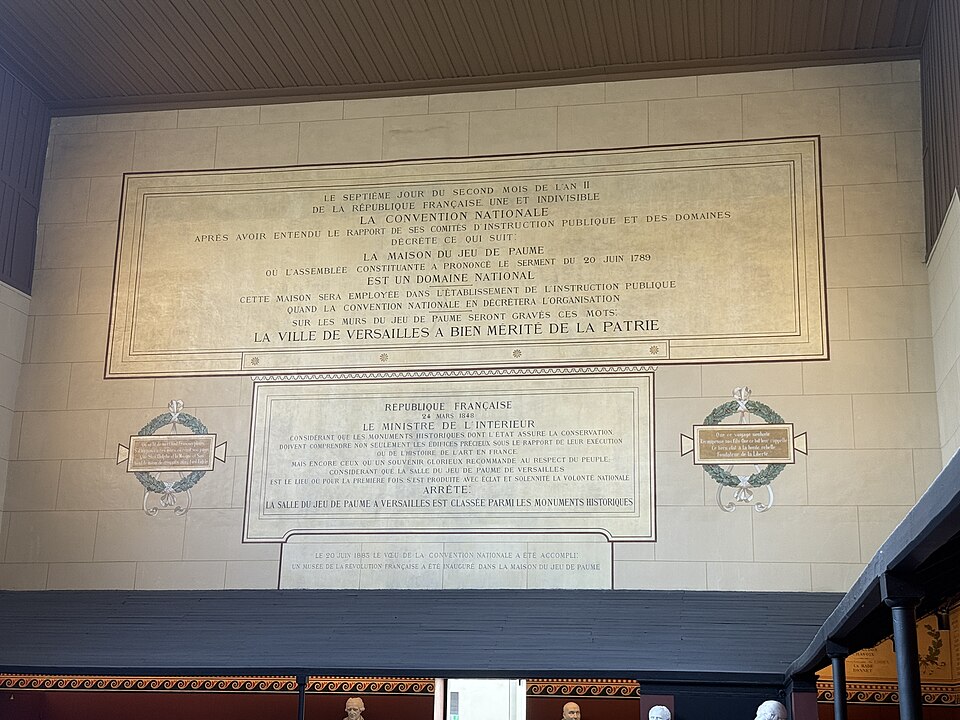 LE SEPTIÈME JOUR DU SECOND MOIS DE L'AN II
DE LA RÉPUBLIQUE FRANÇAISE UNE ET INDIVISIBLE
LA CONVENTION NATIONALE
APRÈS AVOIR ENTENDU LE RAPPORT DE SES COMITÉS D'INSTRUCTION PUBLIQUE ET DES DOMAINES
DÉCRÈTE CE QUI SUIT:
LA MAISON DU JEU DE PAUME
OÙ L'ASSEMBLÉE CONSTITUANTE A PRONONCÉ LE SERMENT DU 20 JUIN 1789
EST UN DOMAINE NATIONAL
CETTE MAISON SERA EMPLOYÉE DANS L'ÉTABLISSEMENT DE L'INSTRUCTION PUBLIQUE
QUAND LA CONVENTION NATIONALE EN DÉCRÉTERA L'ORGANISATION
SUR LES MURS DU JEU DE PAUME SERONT GRAVÉS CES MOTS:
LA VILLE DE VERSAILLES A BIEN MÉRITÉ DE LA PATRIE
RÉPUBLIQUE FRANÇAISE
24 MARS 1848
LE MINISTRE DE L'INTÉRIEUR
CONSIDÉRANT QUE LES MONUMENTS HISTORIQUES DONT L'ÉTAT ASSURE LA CONSERVATION
DOIVENT COMPRENDRE NON SEULEMENT LES ÉDIFICES PRÉCIEUX SOUS LE RAPPORT DE LEUR EXÉCUTION
OU DE L'HISTOIRE DE L'ART EN FRANCE
MAIS ENCORE CEUX QU'UN SOUVENIR GLORIEUX RECOMMANDE AU RESPECT DU PEUPLE;
CONSIDÉRANT QUE LA SALLE DU JEU DE PAUME DE VERSAILLES
EST LE LIEU OÙ POUR LA PREMIÈRE FOIS S'EST PRODUITE AVEC ÉCLAT ET SOLENNITÉ LA VOLONTÉ NATIONALE
ARRÊTE:
LA SALLE DU JEU DE PAUME A VERSAILLES EST CLASSÉE PARMI LES MONUMENTS HISTORIQUES
Que ce voyage souhaité
ce bord
Fondateur de la Liberté
LE 20 JUIN 1883 LE VŒU DE LA CONVENTION NATIONALE A ÉTÉ ACCOMPLI:
UN MUSÉE DE LA RÉVOLUTION FRANÇAISE A ÉTÉ INAUGURÉ DANS LA MAISON DU JEU DE PAUME